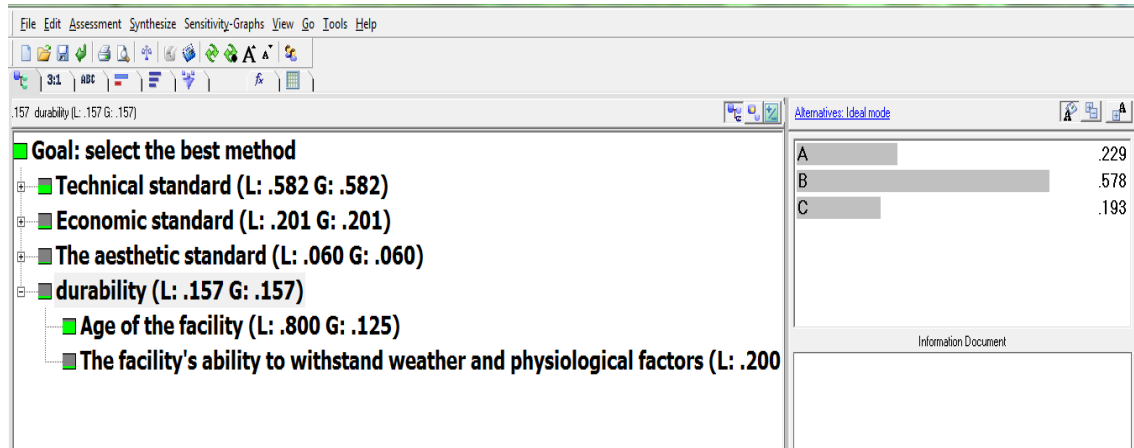 File Edit Assessment Synthesize Sensitivity-Graphs View Go Tools Help
A A
3:1 ABC fx
.157 durability (L: .157 G: .157)
Alternatives: Ideal mode
A
A
Goal: select the best method
Technical standard (L: .582 G: .582)
Economic standard (L: .201 G: .201)
The aesthetic standard (L: .060 G: .060)
durability (L: .157 G: .157)
Age of the facility (L: .800 G: .125)
The facility's ability to withstand weather and physiological factors (L: .200
A .229
B .578
C .193
Information Document